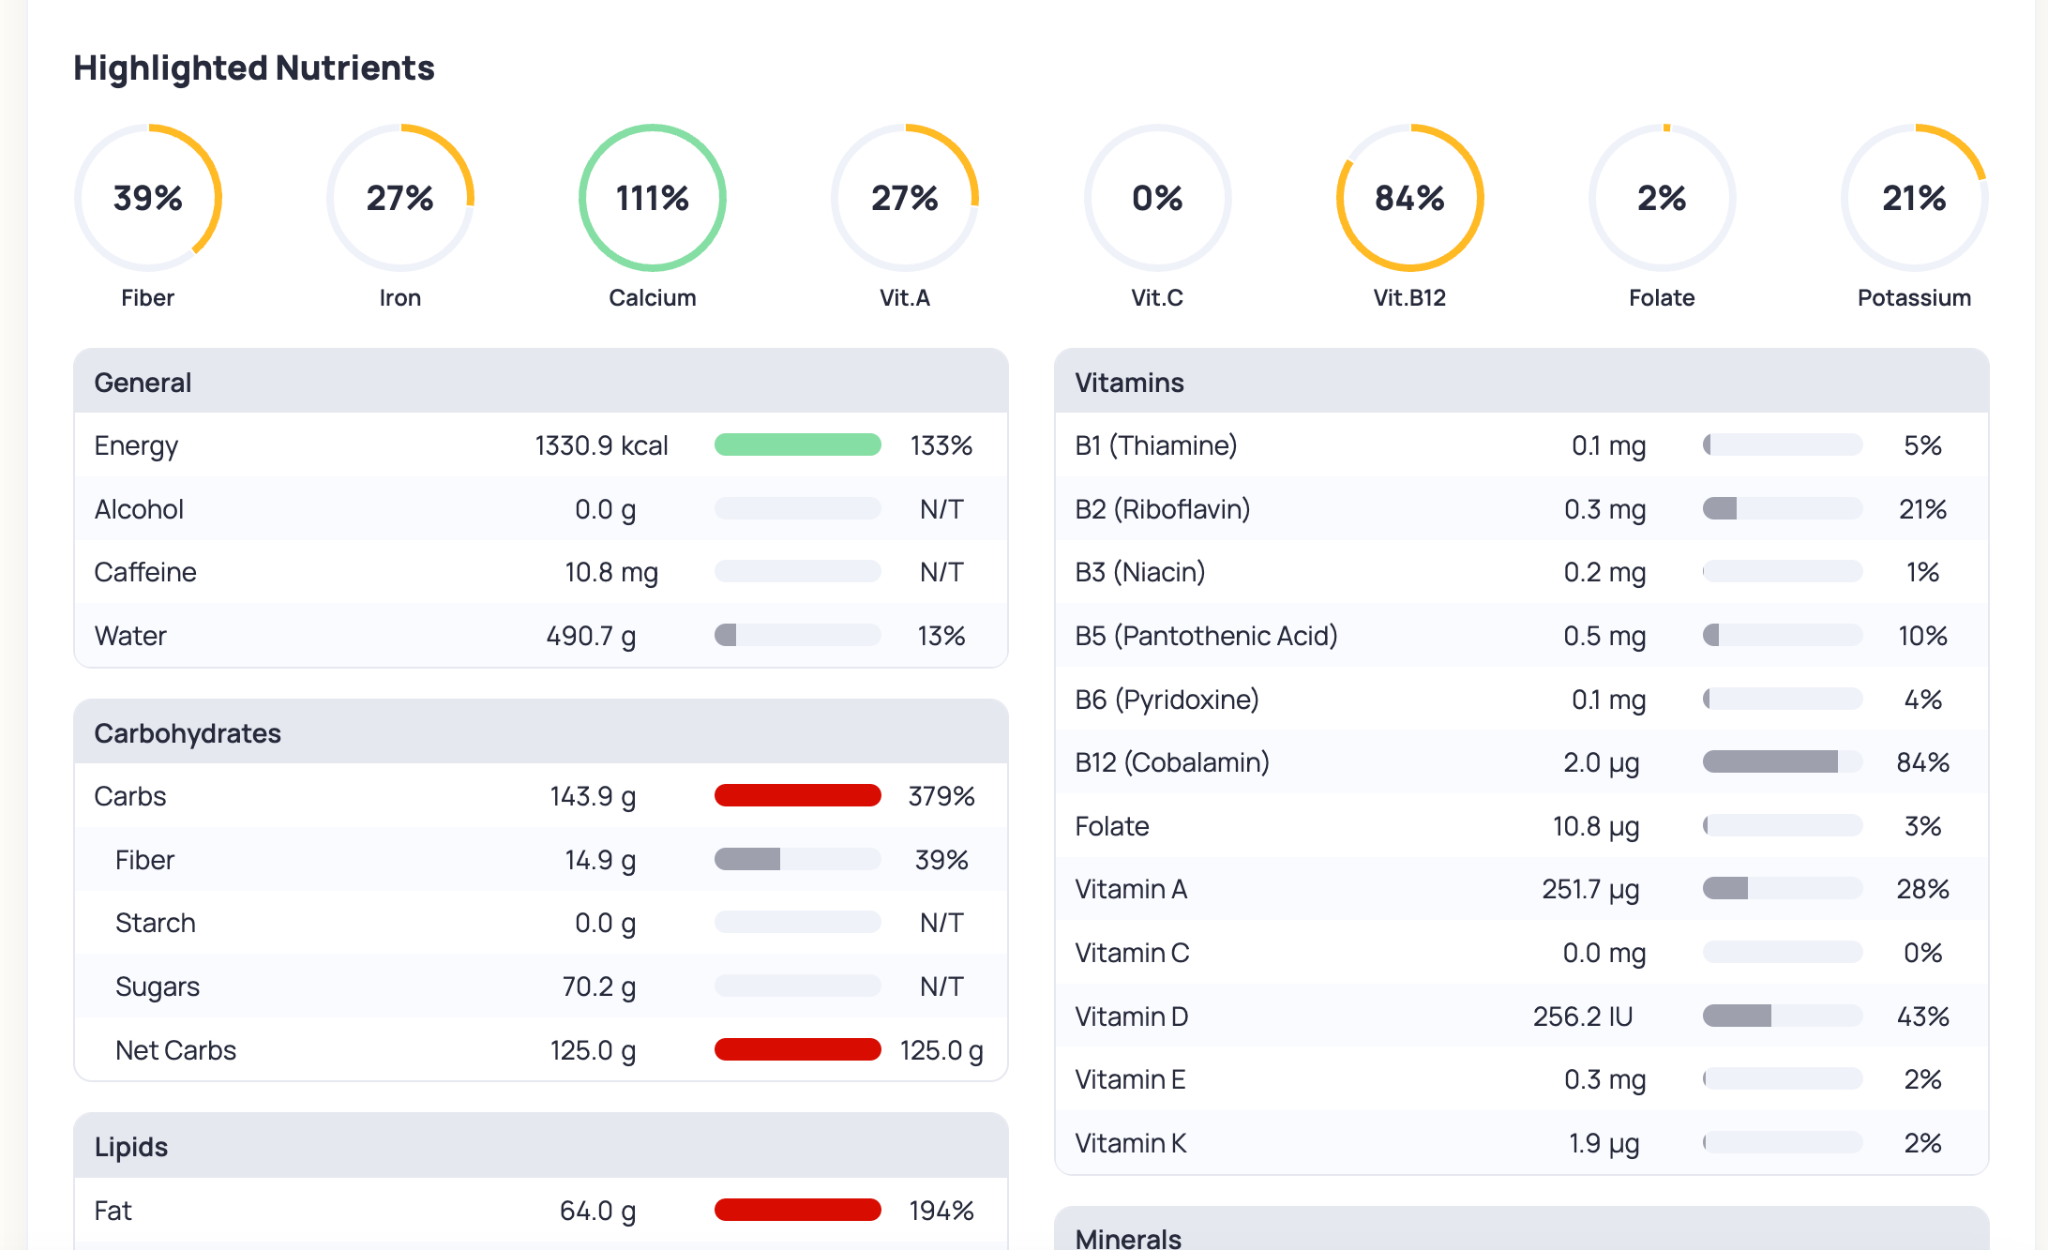 Highlighted Nutrients
39% 27% 111% 27% 0% 84% 2% 21%
Fiber Iron Calcium Vit.A Vit.C Vit.B12 Folate Potassium
General
Energy 1330.9 kcal 133%
Alcohol 0.0 g N/T
Caffeine 10.8 mg N/T
Water 490.7 g 13%
Carbohydrates
Carbs 143.9 g 379%
Fiber 14.9 g 39%
Starch 0.0 g N/T
Sugars 70.2 g N/T
Net Carbs 125.0 g 125.0 g
Lipids
Fat 64.0 g 194%
Vitamins
B1 (Thiamine) 0.1 mg 5%
B2 (Riboflavin) 0.3 mg 21%
B3 (Niacin) 0.2 mg 1%
B5 (Pantothenic Acid) 0.5 mg 10%
B6 (Pyridoxine) 0.1 mg 4%
B12 (Cobalamin) 2.0 µg 84%
Folate 10.8 µg 3%
Vitamin A 251.7 µg 28%
Vitamin C 0.0 mg 0%
Vitamin D 256.2 IU 43%
Vitamin E 0.3 mg 2%
Vitamin K 1.9 µg 2%
Minerals